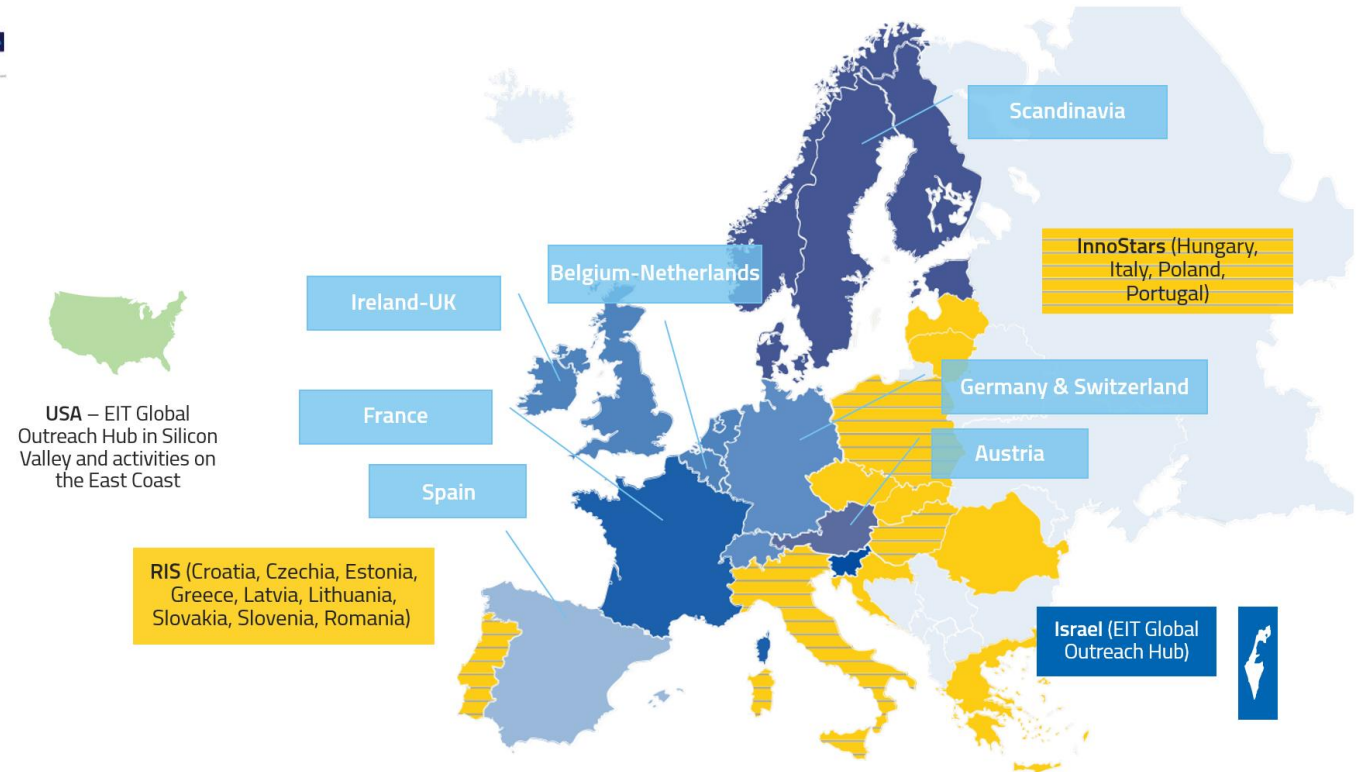 Scandinavia
InnoStars (Hungary,
Italy, Poland,
Portugal)
Belgium-Netherlands
Ireland-UK
Germany & Switzerland
France
USA – EIT Global
Outreach Hub in Silicon
Valley and activities on
the East Coast
Austria
Spain
RIS (Croatia, Czechia, Estonia,
Greece, Latvia, Lithuania,
Slovakia, Slovenia, Romania)
Israel (EIT Global
Outreach Hub)